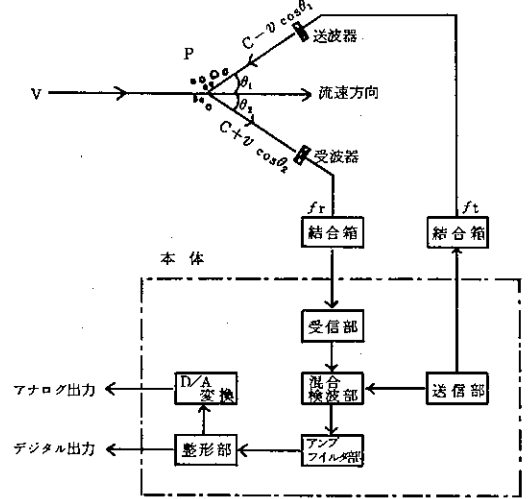 C－v cosθ₁
送波器
P
θ₁
V
流速方向
θ₂
C＋v cosθ₂
受波器
fr
ft
結合箱
結合箱
本体
受信部
D/A
変換
混合
検波部
送信部
アナログ出力
整形部
アンプ
フイルタ部
デジタル出力